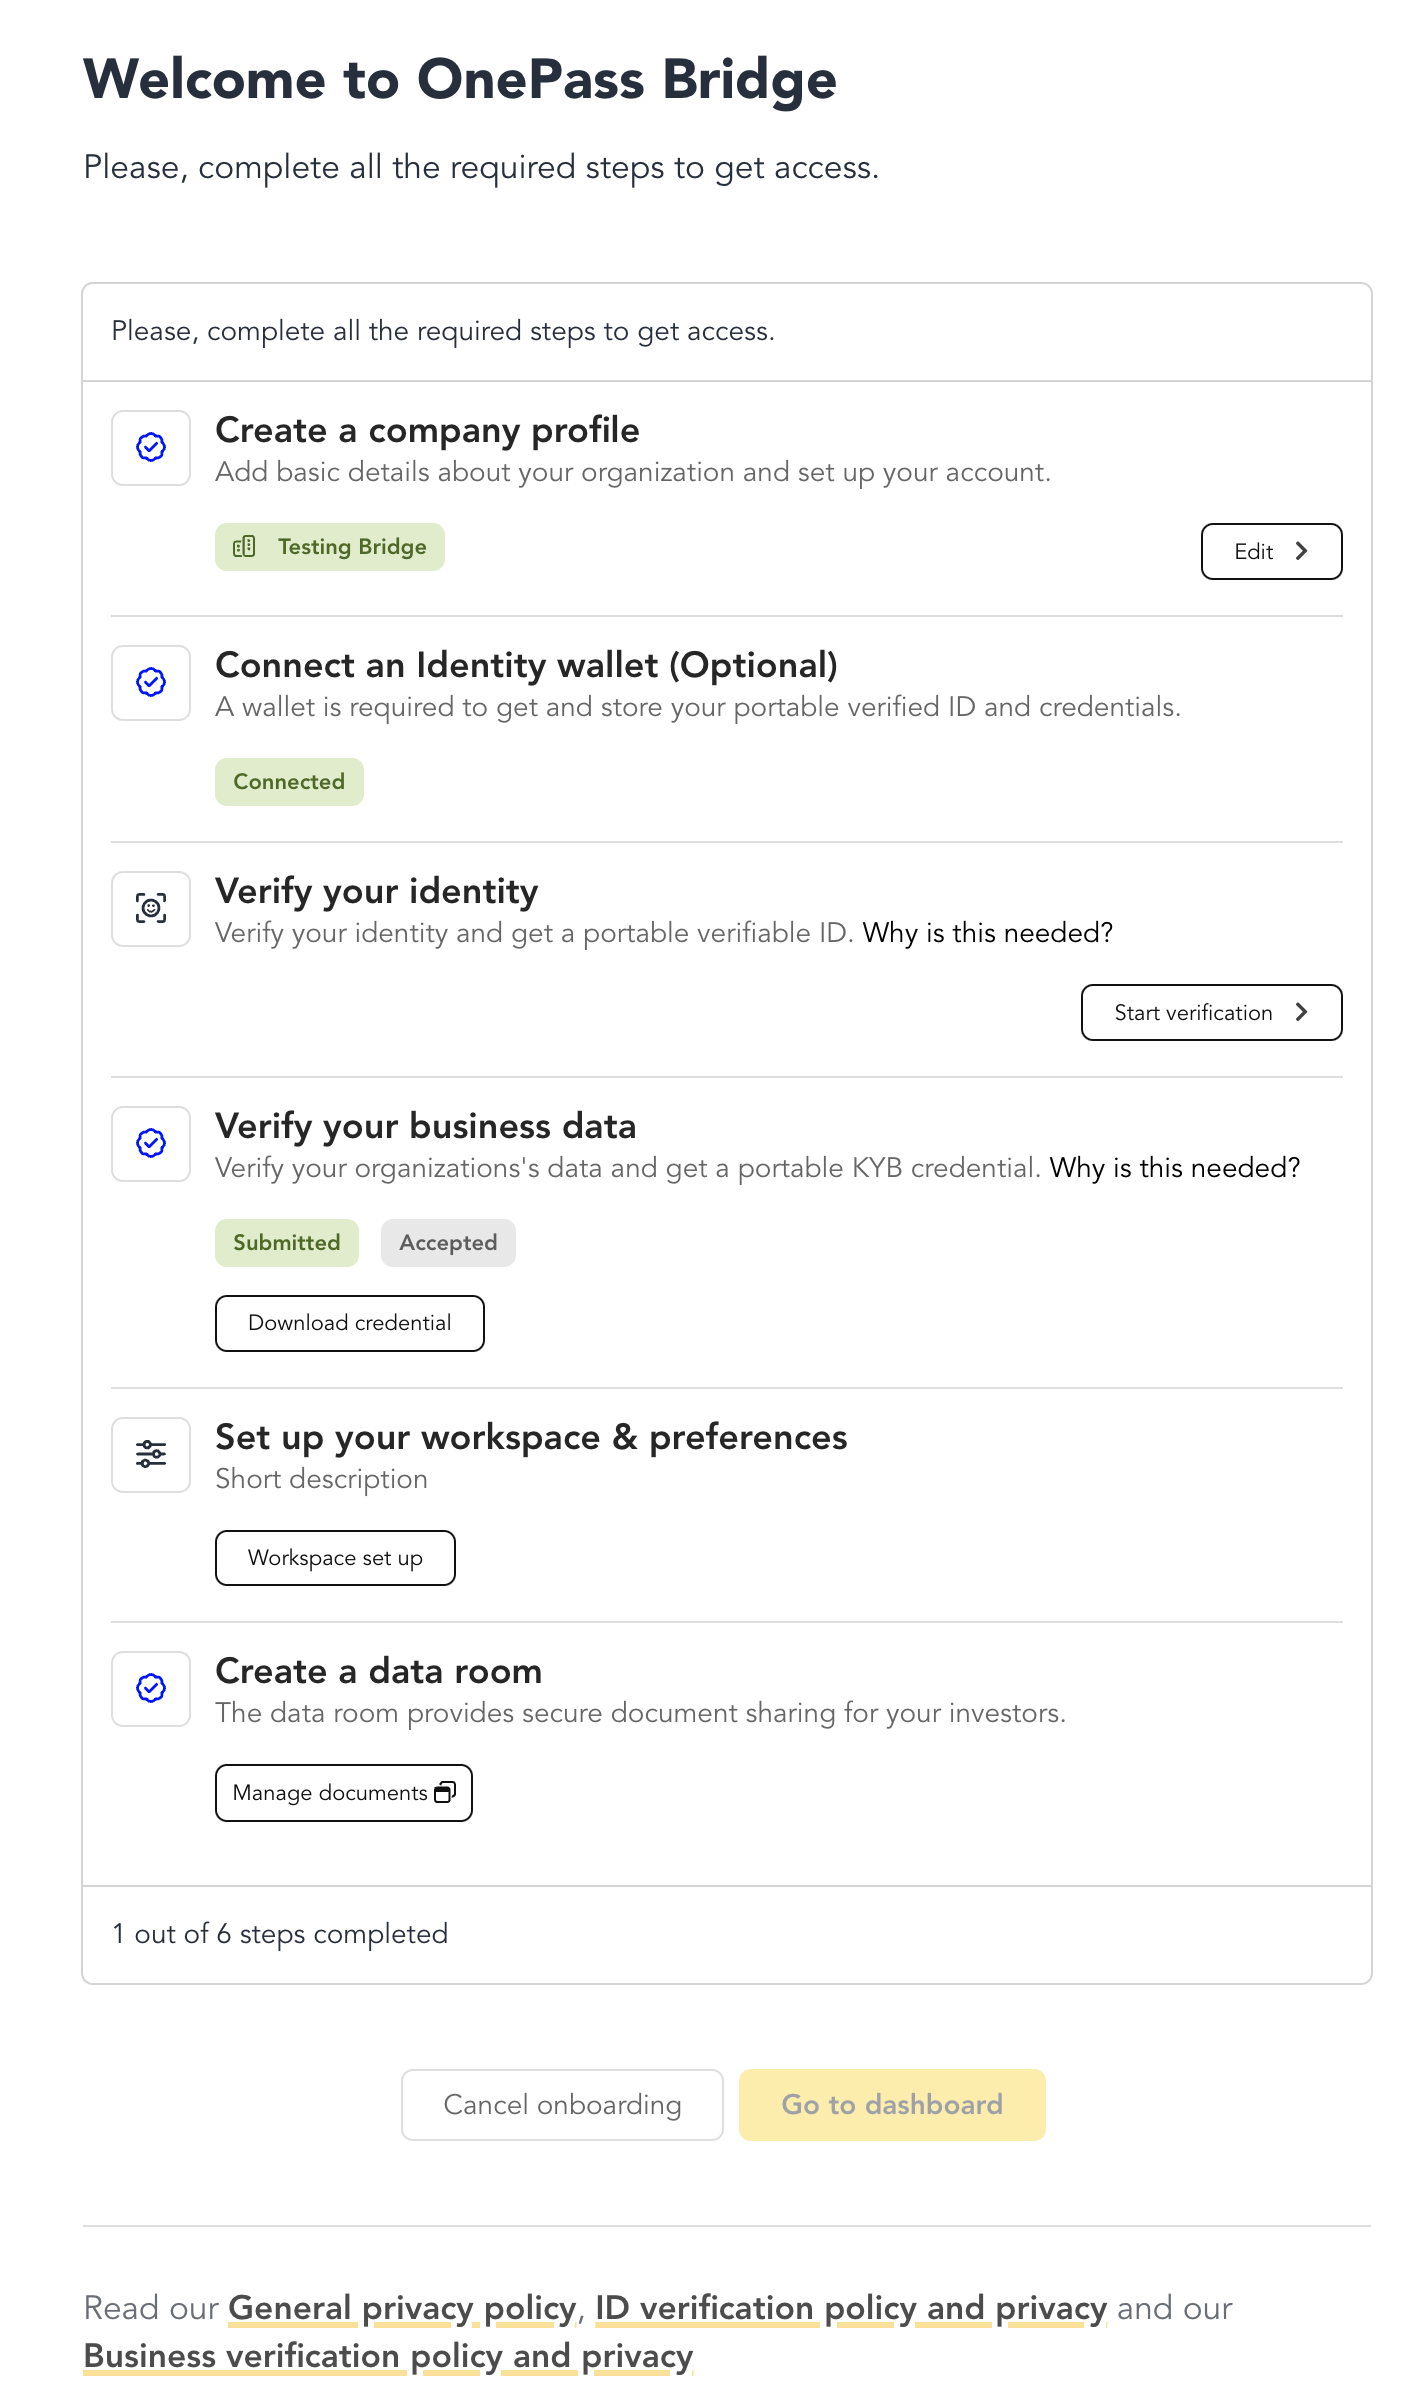 Welcome to OnePass Bridge
Please, complete all the required steps to get access.
Please, complete all the required steps to get access.
Create a company profile
Add basic details about your organization and set up your account.
Testing Bridge
Edit
Connect an Identity wallet (Optional)
A wallet is required to get and store your portable verified ID and credentials.
Connected
Verify your identity
Verify your identity and get a portable verifiable ID. Why is this needed?
Start verification
Verify your business data
Verify your organizations's data and get a portable KYB credential. Why is this needed?
Submitted Accepted
Download credential
Set up your workspace & preferences
Short description
Workspace set up
Create a data room
The data room provides secure document sharing for your investors.
Manage documents
1 out of 6 steps completed
Cancel onboarding Go to dashboard
Read our General privacy policy, ID verification policy and privacy and our
Business verification policy and privacy